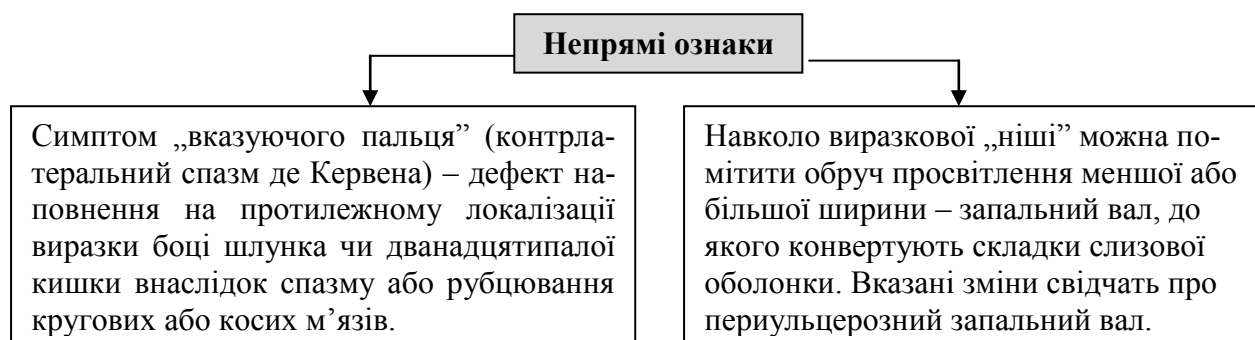 Непрямі ознаки
Симптом „вказуючого пальця” (контрла-
теральний спазм де Кервена) – дефект на-
повнення на протилежному локалізації
виразки боці шлунка чи дванадцятипалої
кишки внаслідок спазму або рубцювання
кругових або косих м’язів.
Навколо виразкової „ніші” можна по-
мітити обруч просвітлення меншої або
більшої ширини – запальний вал, до
якого конвертують складки слизової
оболонки. Вказані зміни свідчать про
периульцерозний запальний вал.